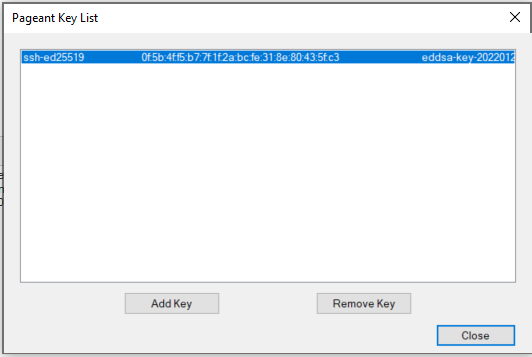 Pageant Key List
ssh-ed25519 0f:5b:4f:f5:b7:7f:1f:2a:bc:fe:31:8e:80:43:5f:c3 eddsa-key-2022012
Add Key Remove Key
Close